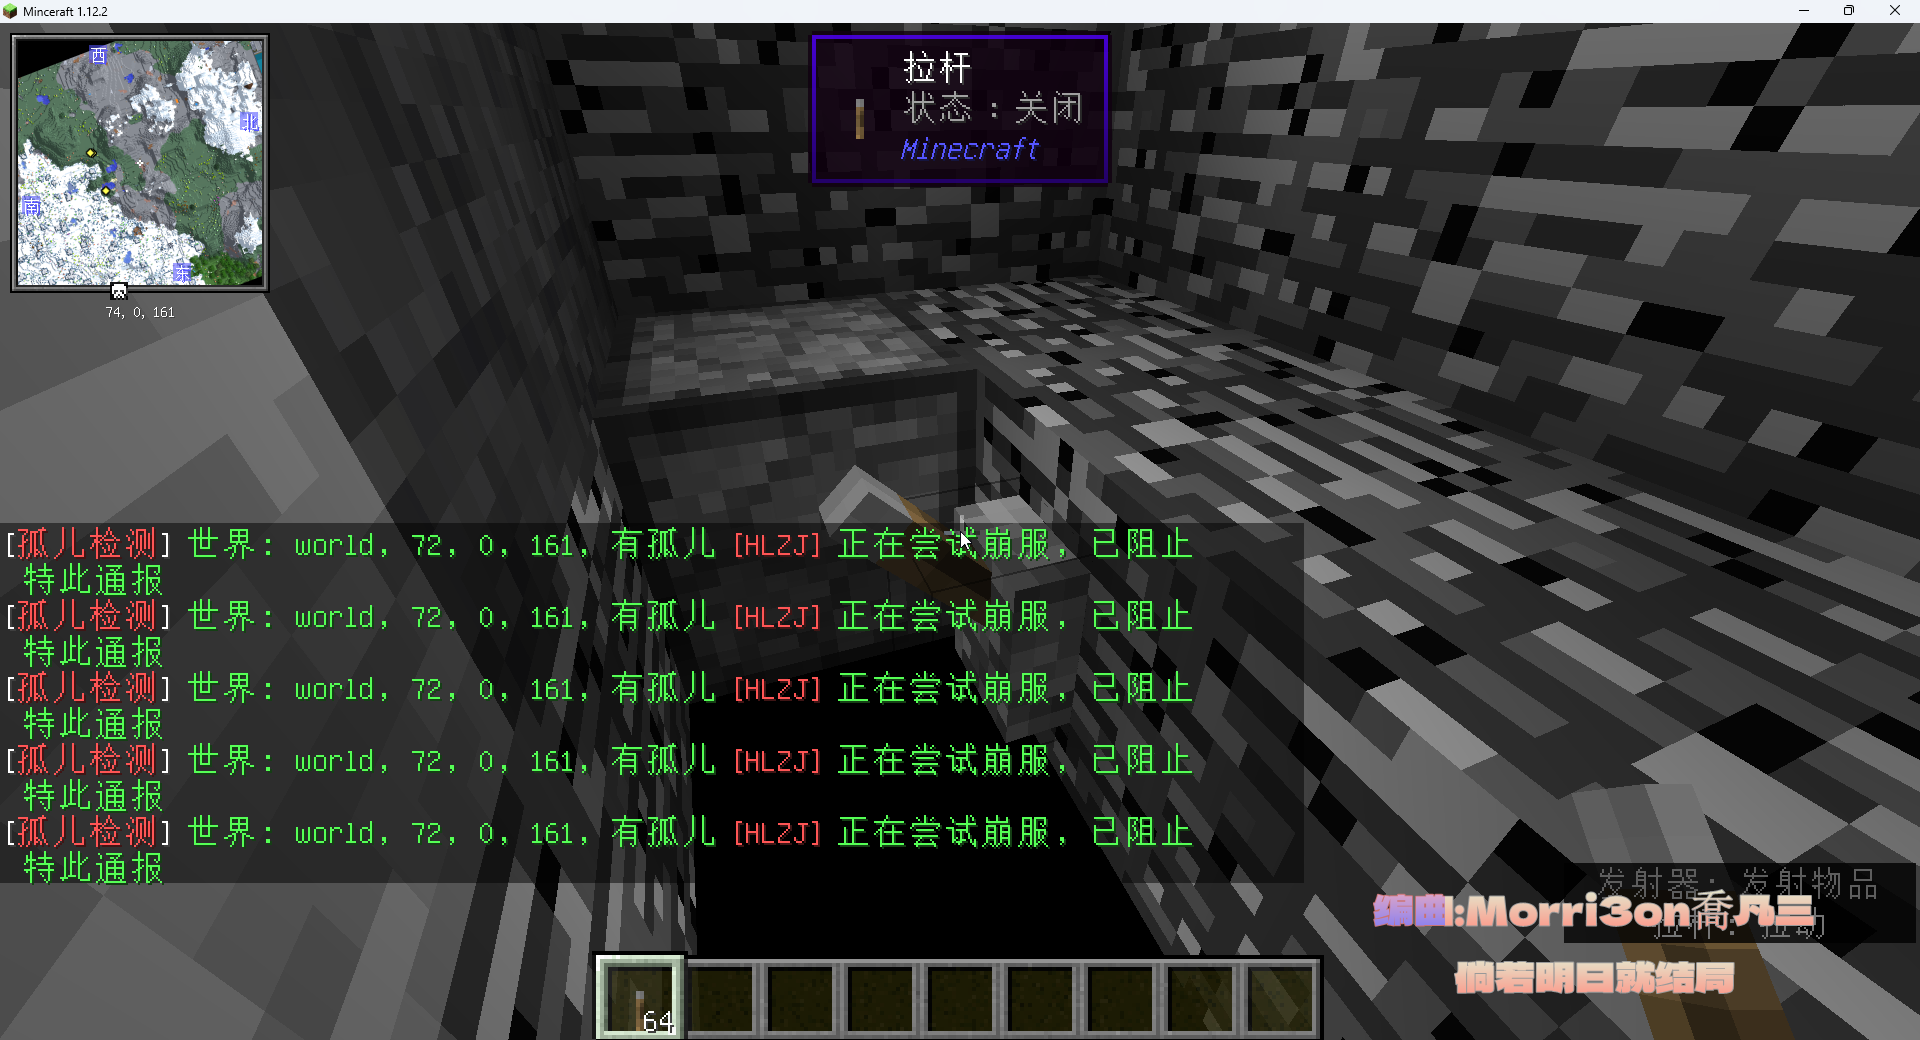 Minceraft 1.12.2
西
北
南
东
74, 0, 161
拉杆
状态：关闭
Minecraft
[孤儿检测] 世界: world, 72, 0, 161, 有孤儿 [HLZJ] 正在尝试崩服, 已阻止
特此通报
[孤儿检测] 世界: world, 72, 0, 161, 有孤儿 [HLZJ] 正在尝试崩服, 已阻止
特此通报
[孤儿检测] 世界: world, 72, 0, 161, 有孤儿 [HLZJ] 正在尝试崩服, 已阻止
特此通报
[孤儿检测] 世界: world, 72, 0, 161, 有孤儿 [HLZJ] 正在尝试崩服, 已阻止
特此通报
[孤儿检测] 世界: world, 72, 0, 161, 有孤儿 [HLZJ] 正在尝试崩服, 已阻止
特此通报
发射器: 发射物品
编曲:Morri3on乔凡三
拉杆: 拉动
倘若明日就结局
64